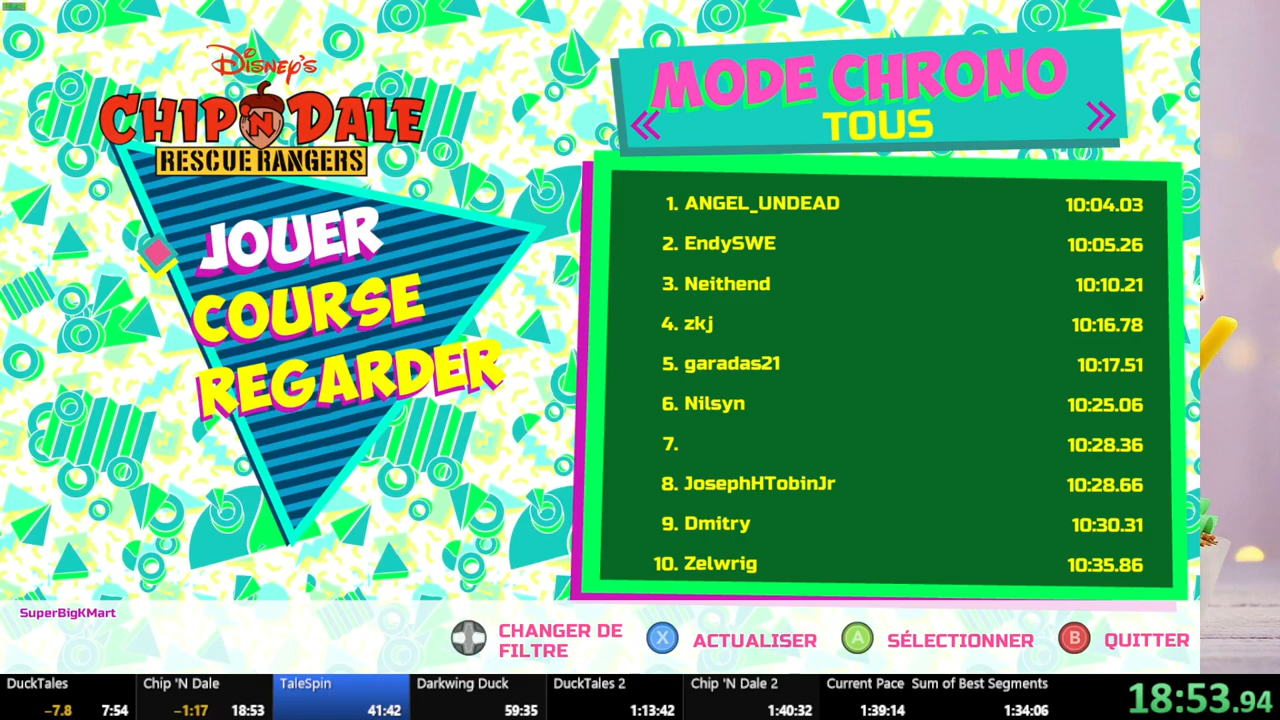 DISNEY'S
CHIP 'N DALE
RESCUE RANGERS
JOUER
COURSE
REGARDER
MODE CHRONO
« TOUS »
1. ANGEL_UNDEAD 10:04.03
2. EndySWE 10:05.26
3. Neithend 10:10.21
4. zkj 10:16.78
5. garadas21 10:17.51
6. Nilsyn 10:25.06
7. 10:28.36
8. JosephHTobinJr 10:28.66
9. Dmitry 10:30.31
10. Zelwrig 10:35.86
SuperBigKMart
CHANGER DE
FILTRE
X ACTUALISER
A SÉLECTIONNER
B QUITTER
DuckTales Chip 'N Dale TaleSpin Darkwing Duck DuckTales 2 Chip 'N Dale 2 Current Pace Sum of Best Segments
−7.8 7:54 −1:17 18:53 41:42 59:35 1:13:42 1:40:32 1:39:14 1:34:06
18:53.94